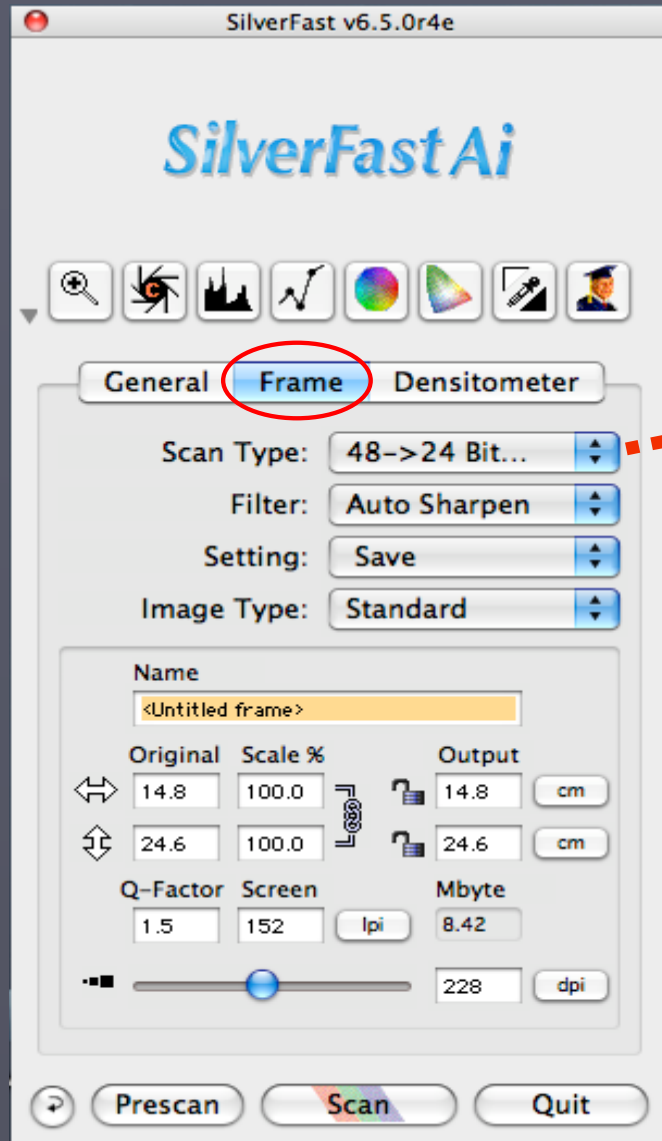 SilverFast v6.5.0r4e
SilverFast Ai
C
General Frame Densitometer
Scan Type: 48->24 Bit...
Filter: Auto Sharpen
Setting: Save
Image Type: Standard
Name
<Untitled frame>
Original Scale % Output
14.8 100.0 14.8 cm
24.6 100.0 24.6 cm
Q-Factor Screen Mbyte
1.5 152 lpi 8.42
228 dpi
Prescan Scan Quit